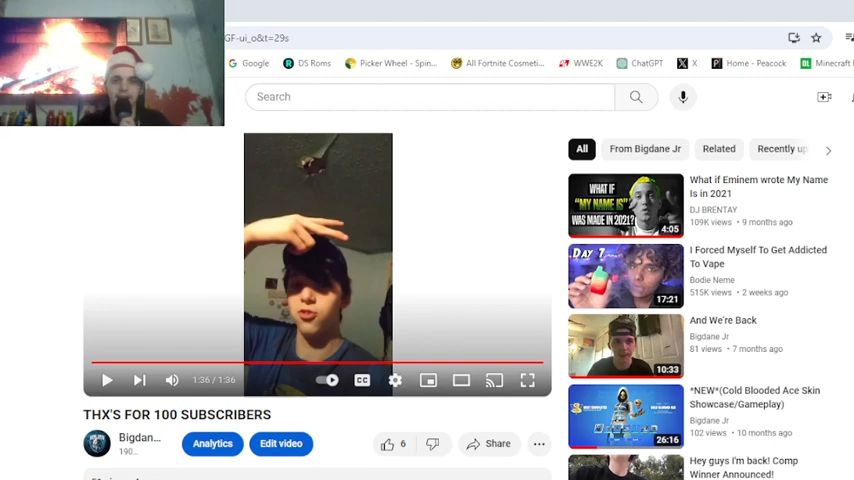 GF-ui_o&t=29s
Google
DS Roms
Picker Wheel - Spin...
All Fortnite Cosmeti...
WWE2K
ChatGPT
X
Home - Peacock
Minecraft
Search
All
From Bigdane Jr
Related
Recently up
WHAT IF
"MY NAME IS"
WAS MADE IN 2021?
4:05
What if Eminem wrote My Name
Is in 2021
DJ BRENTAY
109K views • 9 months ago
DAY 7
17:21
I Forced Myself To Get Addicted
To Vape
Bodie Neme
515K views • 2 weeks ago
10:33
And We're Back
Bigdane Jr
81 views • 7 months ago
26:16
*NEW*(Cold Blooded Ace Skin
Showcase/Gameplay)
Bigdane Jr
102 views • 10 months ago
Hey guys I'm back! Comp
Winner Announced!
1:36 / 1:36
THX'S FOR 100 SUBSCRIBERS
Bigdan...
190...
Analytics
Edit video
6
Share